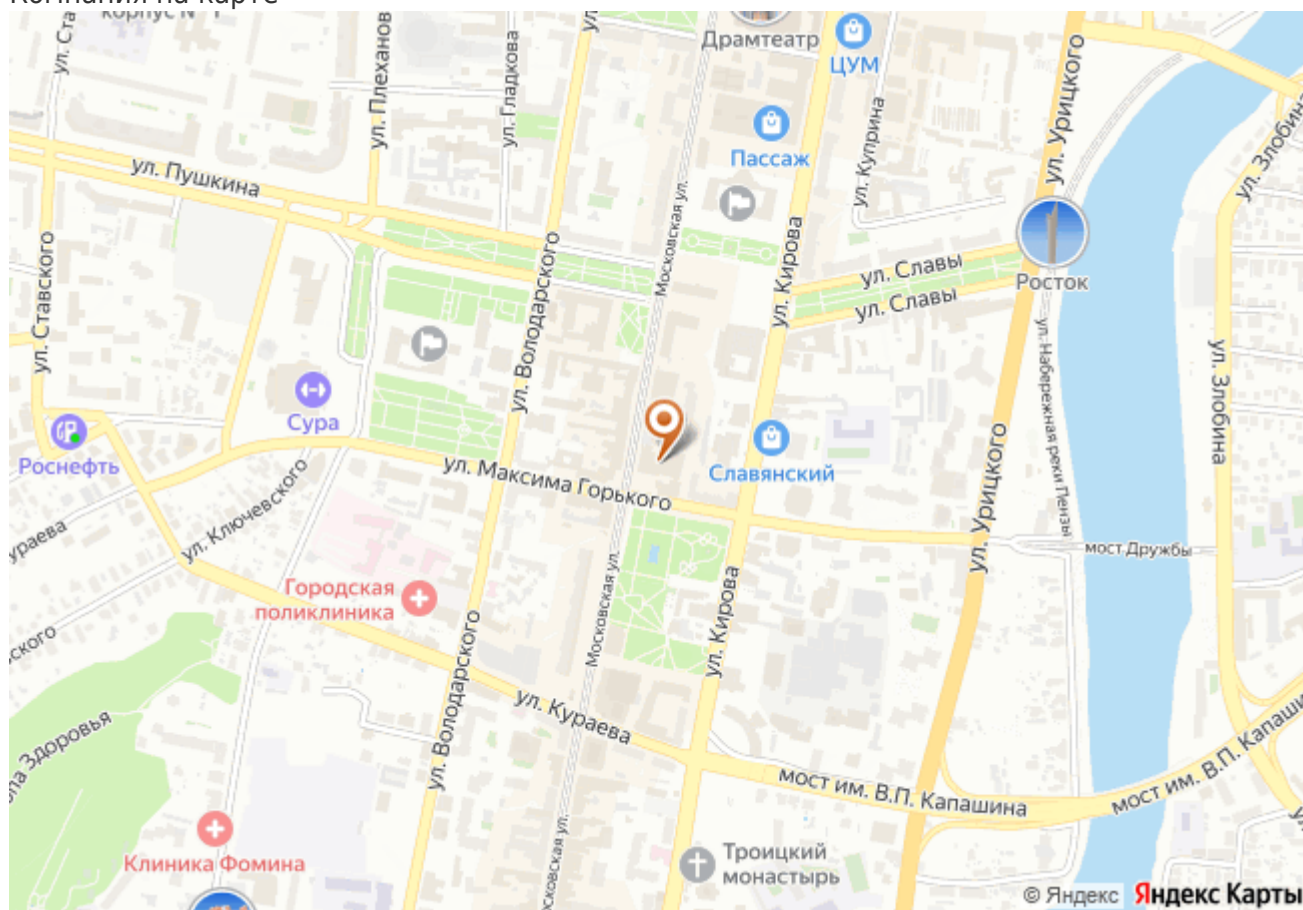 Компания на карте
корпус № 1
ул. Ста
ул. Плеханов
ул. Гладкова
Драмтеатр
ЦУМ
ул. Урицкого
Пассаж
ул. Куприна
ул. Злобина
ул. Пушкина
Московская ул.
ул. Ставского
ул. Володарского
ул. Кирова
ул. Славы
ул. Славы
Росток
ул. Набережная реки Пензы
ул. Злобина
Сура
Роснефть
Славянский
ул. Максима Горького
ул. Урицкого
ураева
ул. Ключевского
мост Дружбы
Городская
поликлиника
Московская ул.
ул. Кирова
ского
ул. Володарского
ул. Кураева
ла Здоровья
мост им. В.П. Капашина
мост им. В.П. Капаши
Клиника Фомина
осковская ул.
Троицкий
монастырь
© Яндекс Яндекс Карты